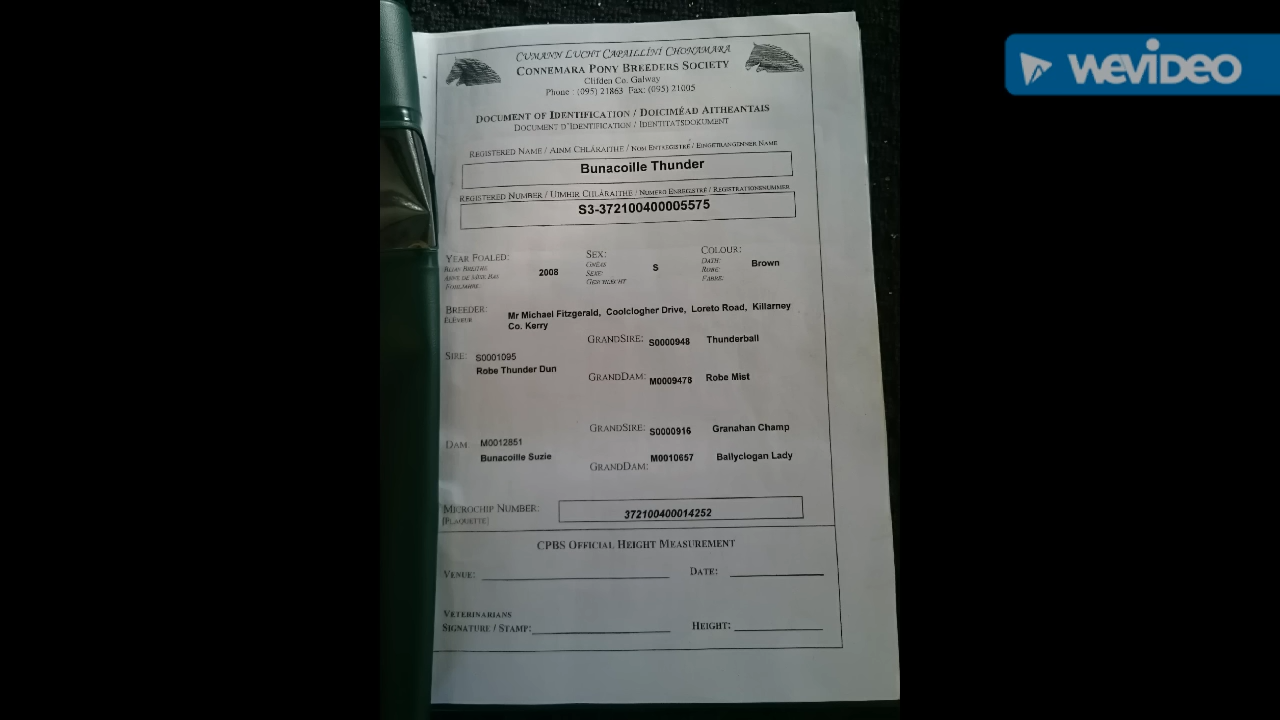 WEVIDEO
CUMANN LUCHT CAPAILLÍNÍ CHONAMARA
CONNEMARA PONY BREEDERS SOCIETY
Clifden Co. Galway
Phone : (095) 21863 Fax: (095) 21005
DOCUMENT OF IDENTIFICATION / DOICIMÉAD AITHEANTAIS
DOCUMENT D'IDENTIFICATION / IDENTITATSDOKUMENT
REGISTERED NAME / AINM CHLÁRAITHE / NOM ENTAEGISTRÉ / EINGETRANGENNER NAME
Bunacoille Thunder
REGISTERED NUMBER / UIMHIR CHLÁRAITHE / NUMÉRO ENREGISTRÉ / REGISTRATIONSNUMMER
S3-372100400005575
YEAR FOALED: 2008 SEX: S COLOUR: Brown
BREEDER: Mr Michael Fitzgerald, Coolclogher Drive, Loreto Road, Killarney
ÉLÉVEUR Co. Kerry
GRANDSIRE: S0000948 Thunderball
SIRE: S0001095
Robe Thunder Dun
GRANDDAM: M0009478 Robe Mist
GRANDSIRE: S0000916 Granahan Champ
DAM M0012851
Bunacoille Suzie
GRANDDAM: M0010657 Ballyclogan Lady
MICROCHIP NUMBER: 372100400014252
[PLAQUETTE]
CPBS OFFICIAL HEIGHT MEASUREMENT
VENUE: DATE:
VETERINARIANS
SIGNATURE / STAMP: HEIGHT: